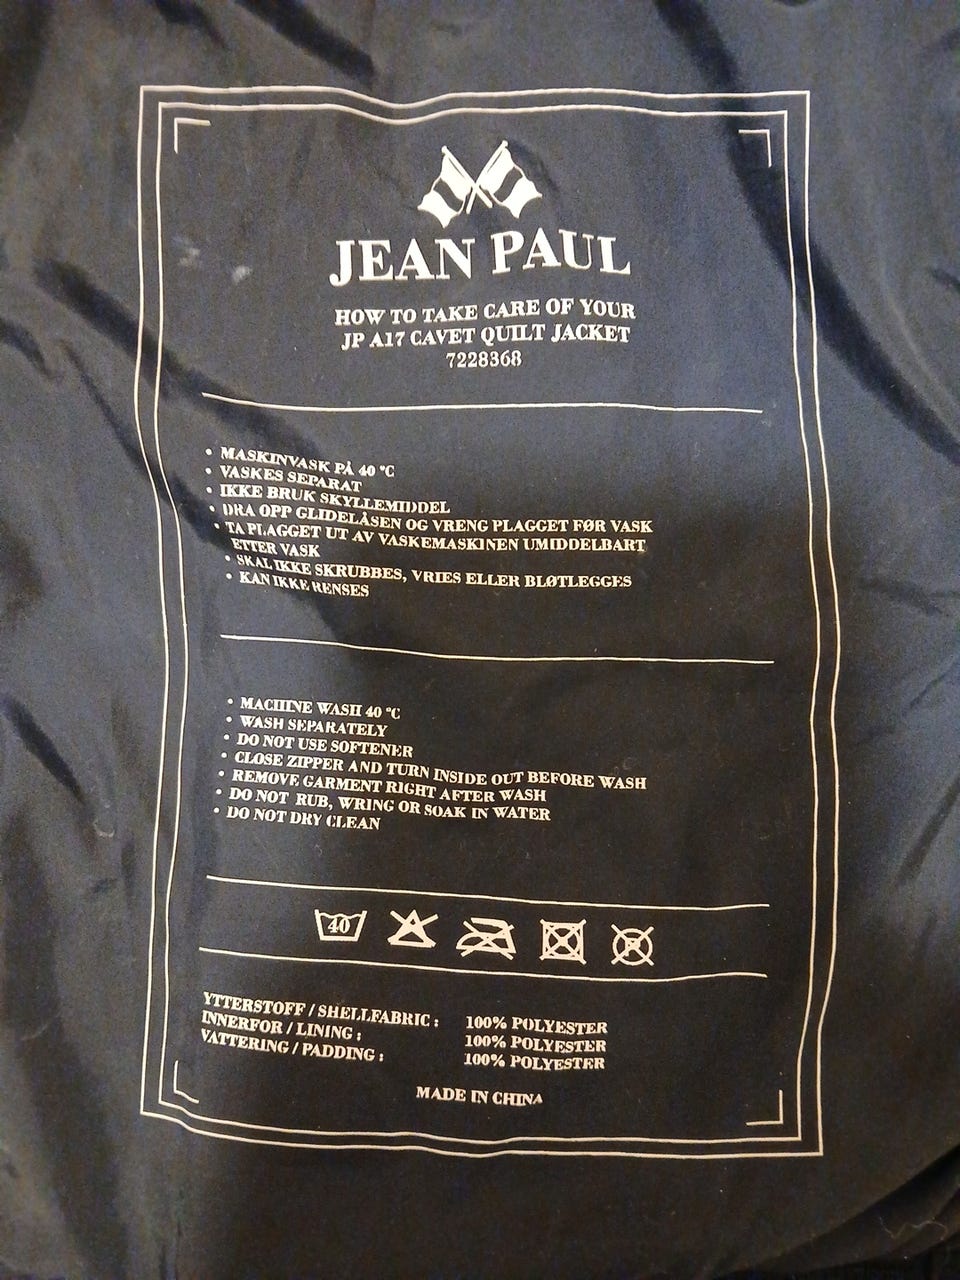 JEAN PAUL
HOW TO TAKE CARE OF YOUR
JP A17 CAVET QUILT JACKET
7228368
• MASKINVASK PÅ 40 °C
• VASKES SEPARAT
• IKKE BRUK SKYLLEMIDDEL
• DRA OPP GLIDELÅSEN OG VRENG PLAGGET FØR VASK
• TA PLAGGET UT AV VASKEMASKINEN UMIDDELBART
ETTER VASK
• SKAL IKKE SKRUBBES, VRIES ELLER BLØTLEGGES
• KAN IKKE RENSES
• MACHINE WASH 40 °C
• WASH SEPARATELY
• DO NOT USE SOFTENER
• CLOSE ZIPPER AND TURN INSIDE OUT BEFORE WASH
• REMOVE GARMENT RIGHT AFTER WASH
• DO NOT RUB, WRING OR SOAK IN WATER
• DO NOT DRY CLEAN
40
YTTERSTOFF / SHELLFABRIC : 100% POLYESTER
INNERFOR / LINING : 100% POLYESTER
VATTERING / PADDING : 100% POLYESTER
MADE IN CHINA